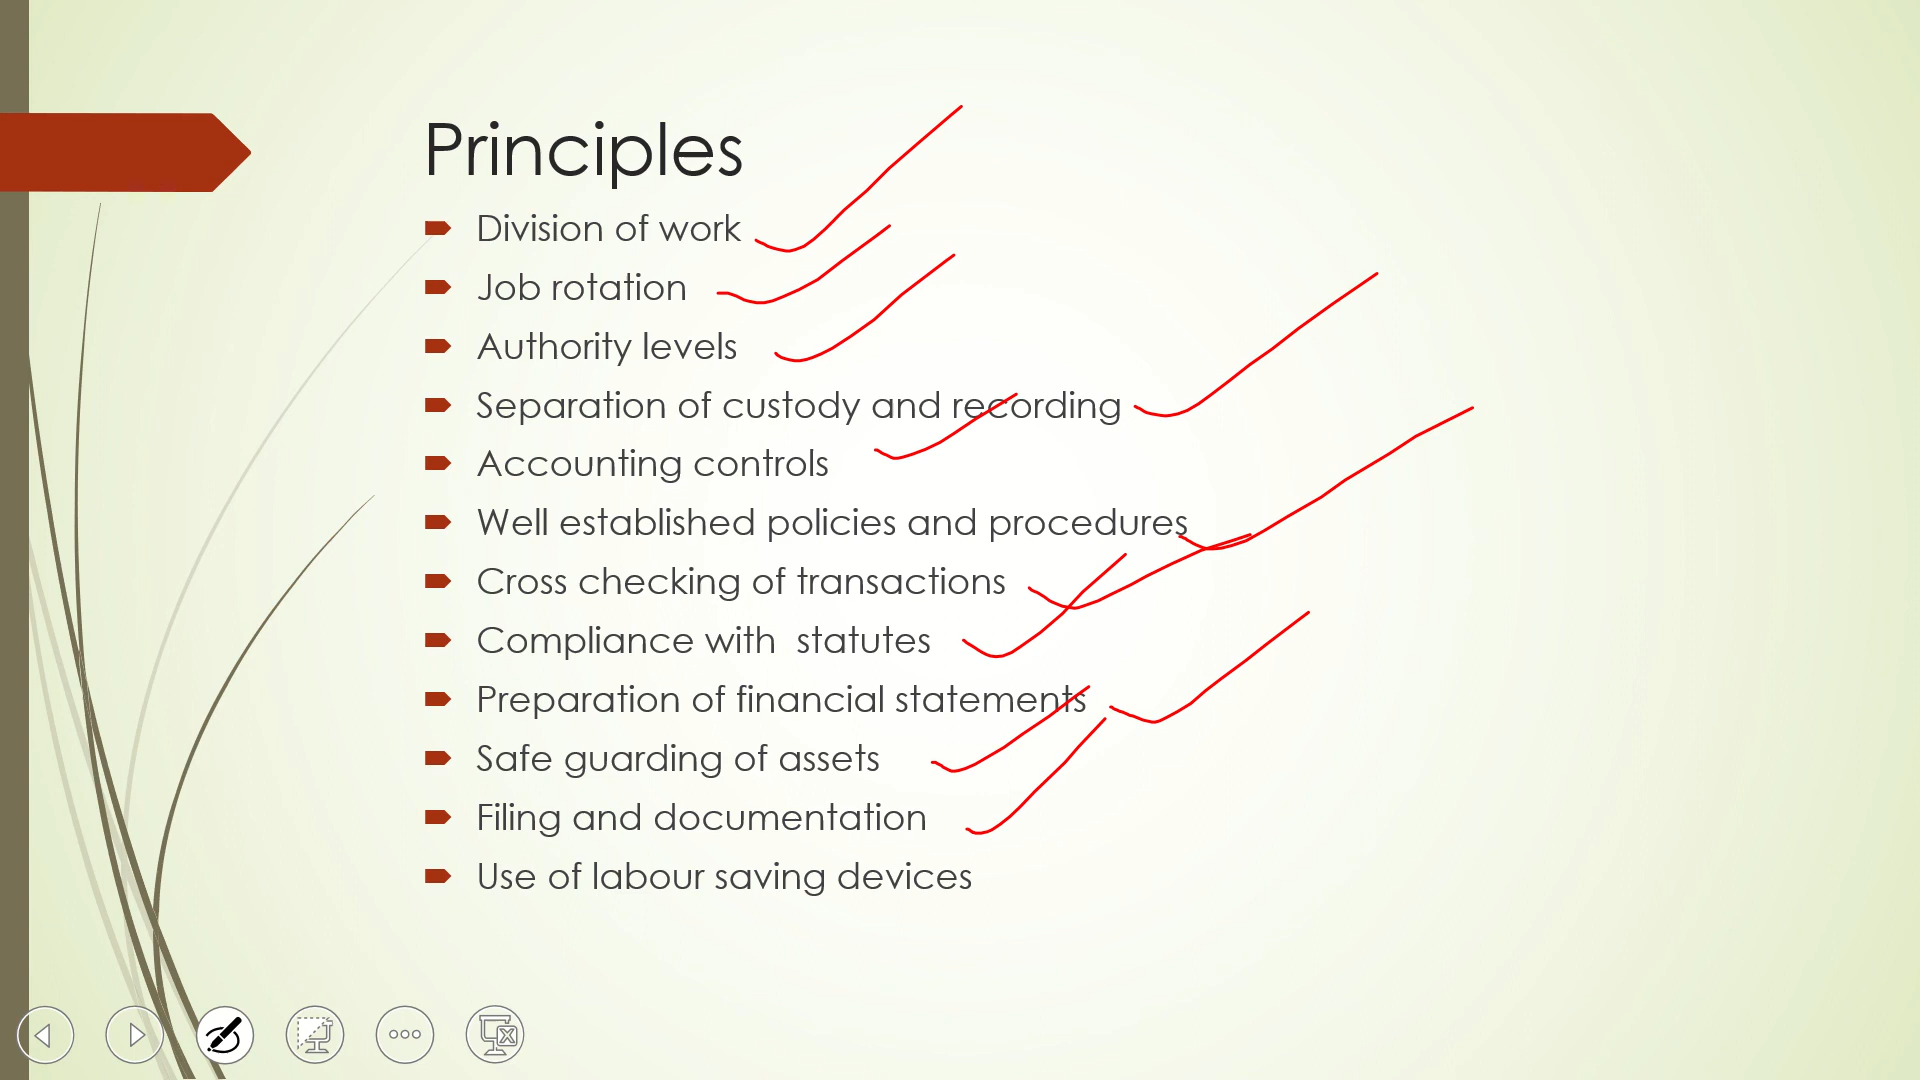 Principles
Division of work
Job rotation
Authority levels
Separation of custody and recording
Accounting controls
Well established policies and procedures
Cross checking of transactions
Compliance with  statutes
Preparation of financial statements
Safe guarding of assets
Filing and documentation
Use of labour saving devices